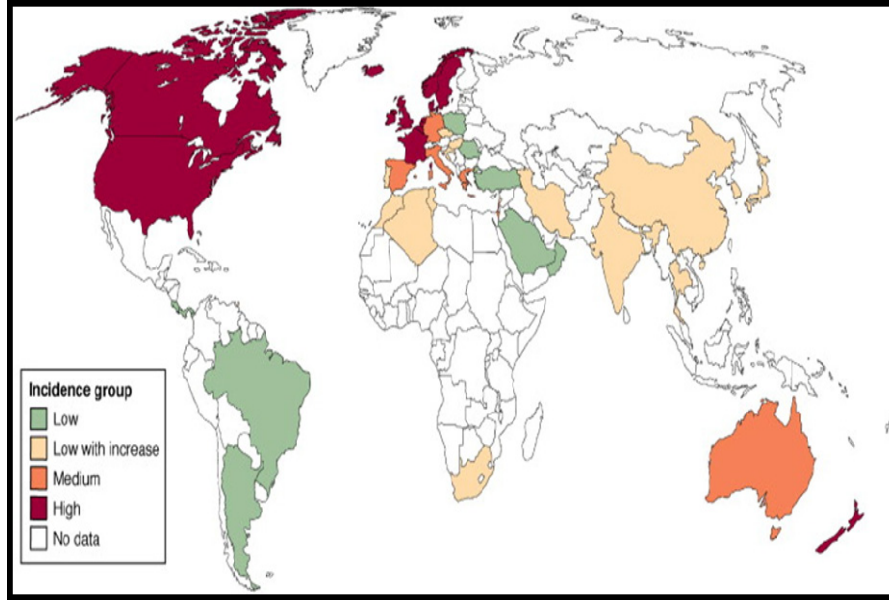 Incidence group
Low
Low with increase
Medium
High
No data